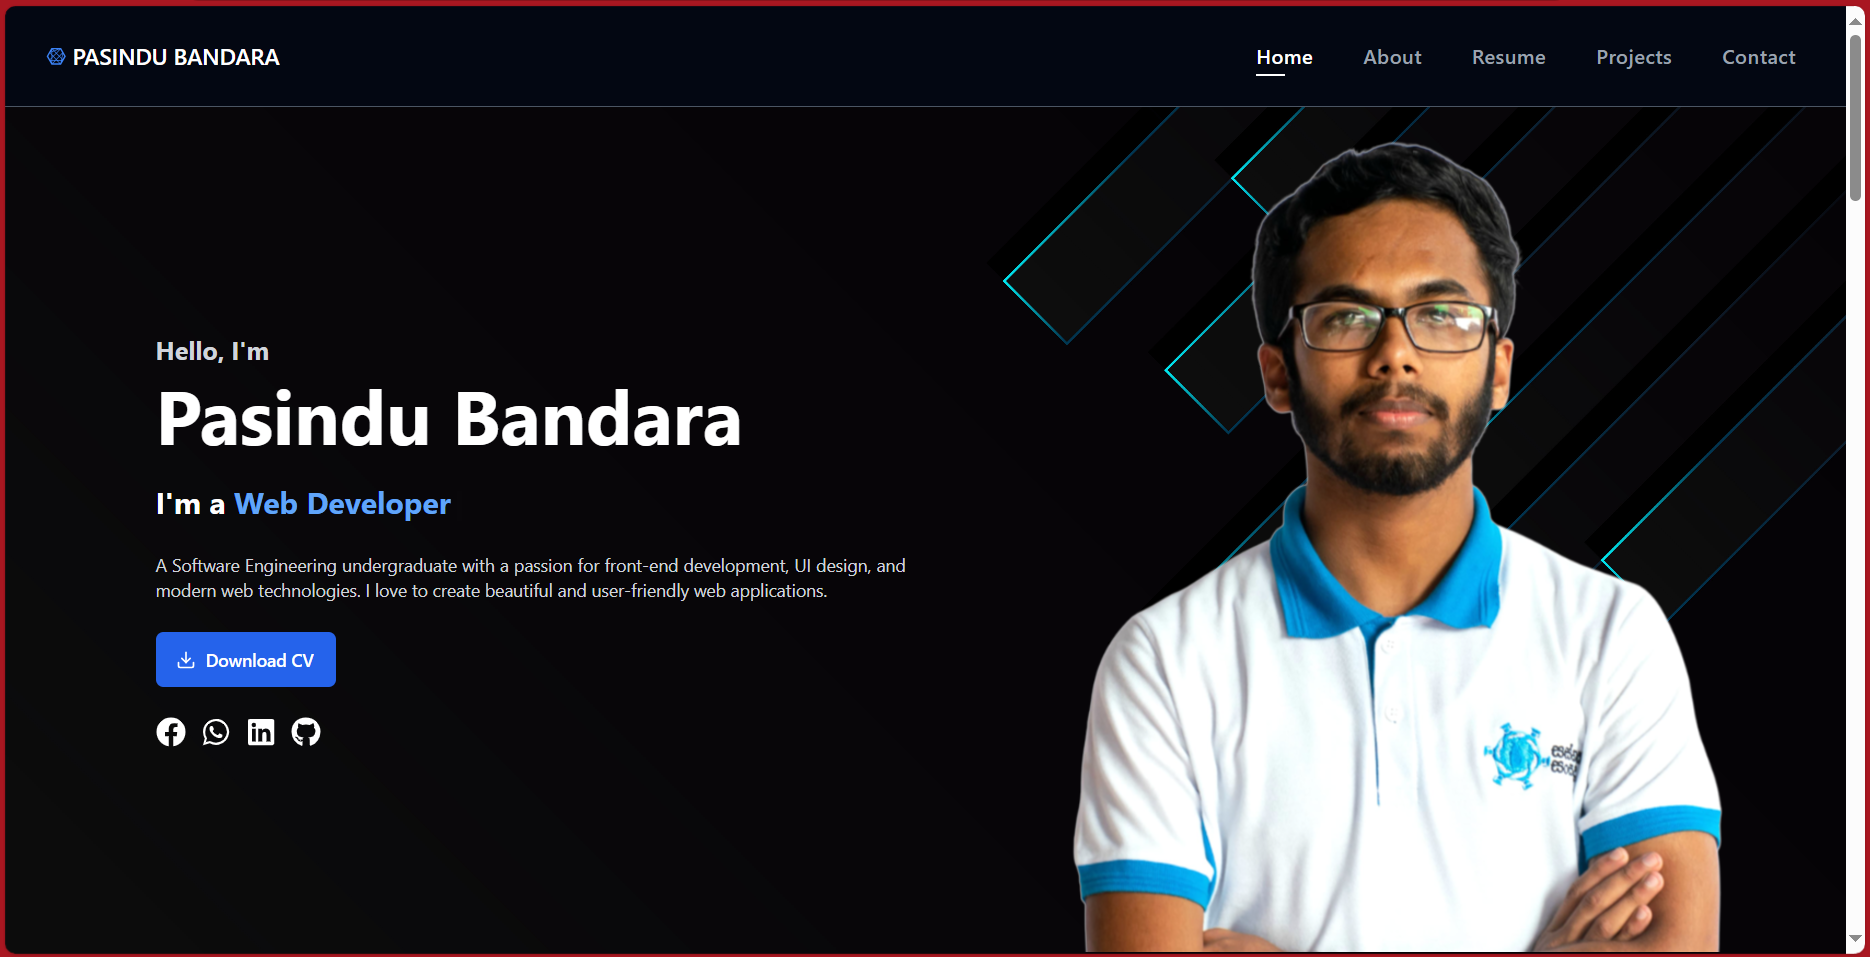 PASINDU BANDARA
Home About Resume Projects Contact
Hello, I'm
Pasindu Bandara
I'm a Web Developer
A Software Engineering undergraduate with a passion for front-end development, UI design, and
modern web technologies. I love to create beautiful and user-friendly web applications.
Download CV